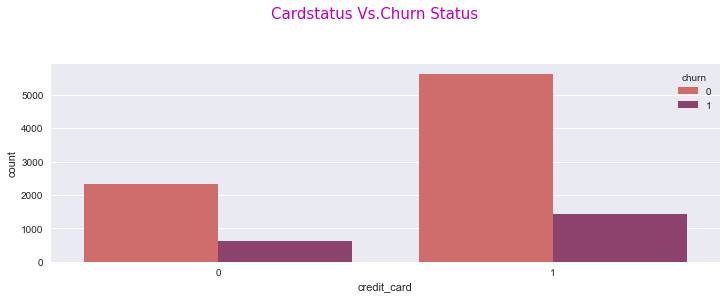 Cardstatus Vs.Churn Status
churn
0
1
5000
4000
3000
2000
1000
0
count
0 1
credit_card